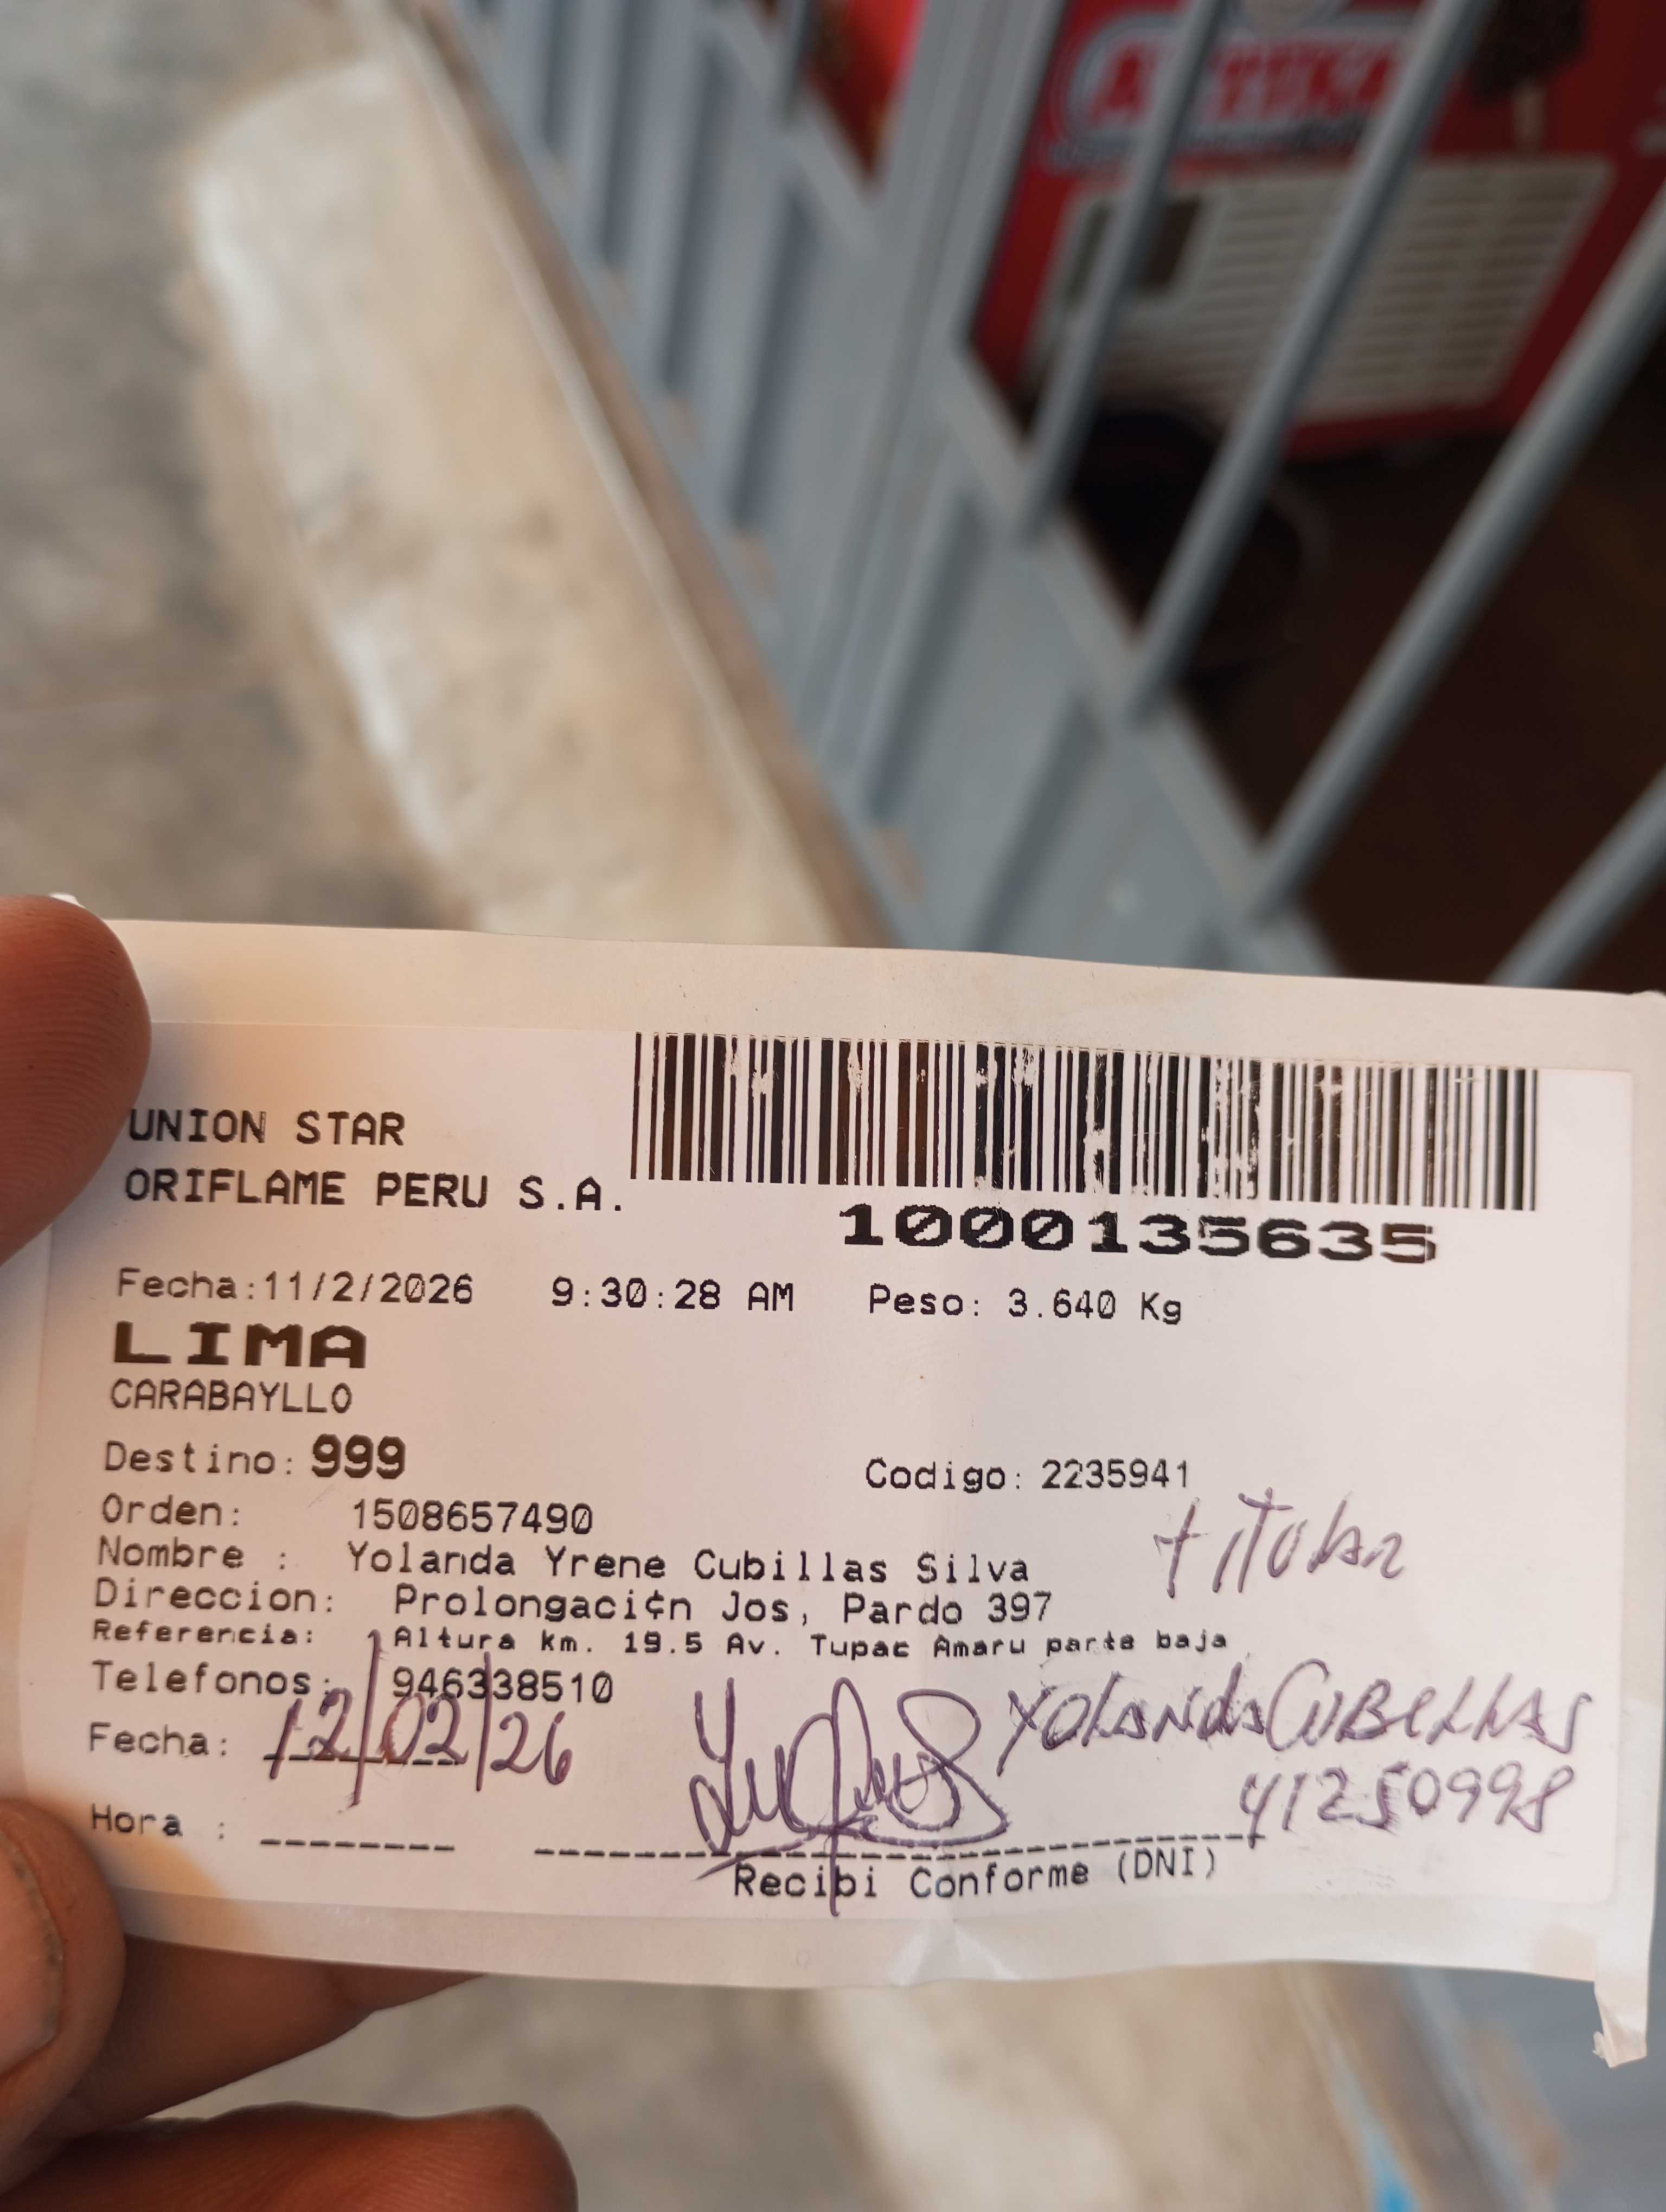 UNION STAR
ORIFLAME PERU S.A.
1000135635
Fecha:11/2/2026 9:30:28 AM Peso: 3.640 Kg
LIMA
CARABAYLLO
Destino: 999 Codigo: 2235941
Orden: 1508657490 titular
Nombre : Yolanda Yrene Cubillas Silva
Direccion: Prolongaci¢n Jos, Pardo 397
Referencia: Altura km. 19.5 Av. Tupac Amaru parte baja
Telefonos: 946338510
Fecha: 12/02/26 YOLANda CUBILLAS
41250998
Hora :
Recibi Conforme (DNI)